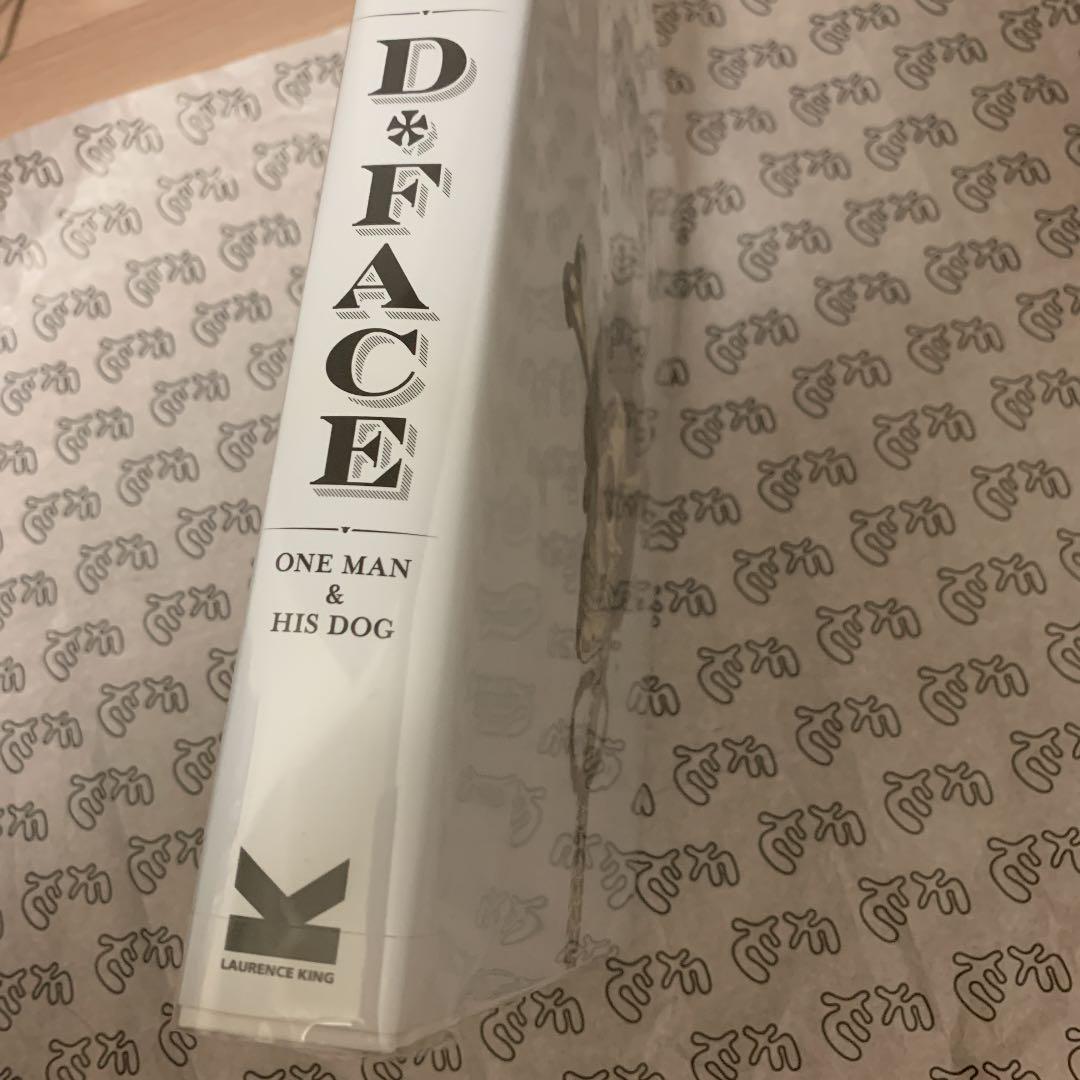 D*FACE
ONE MAN
&
HIS DOG
LAURENCE KING